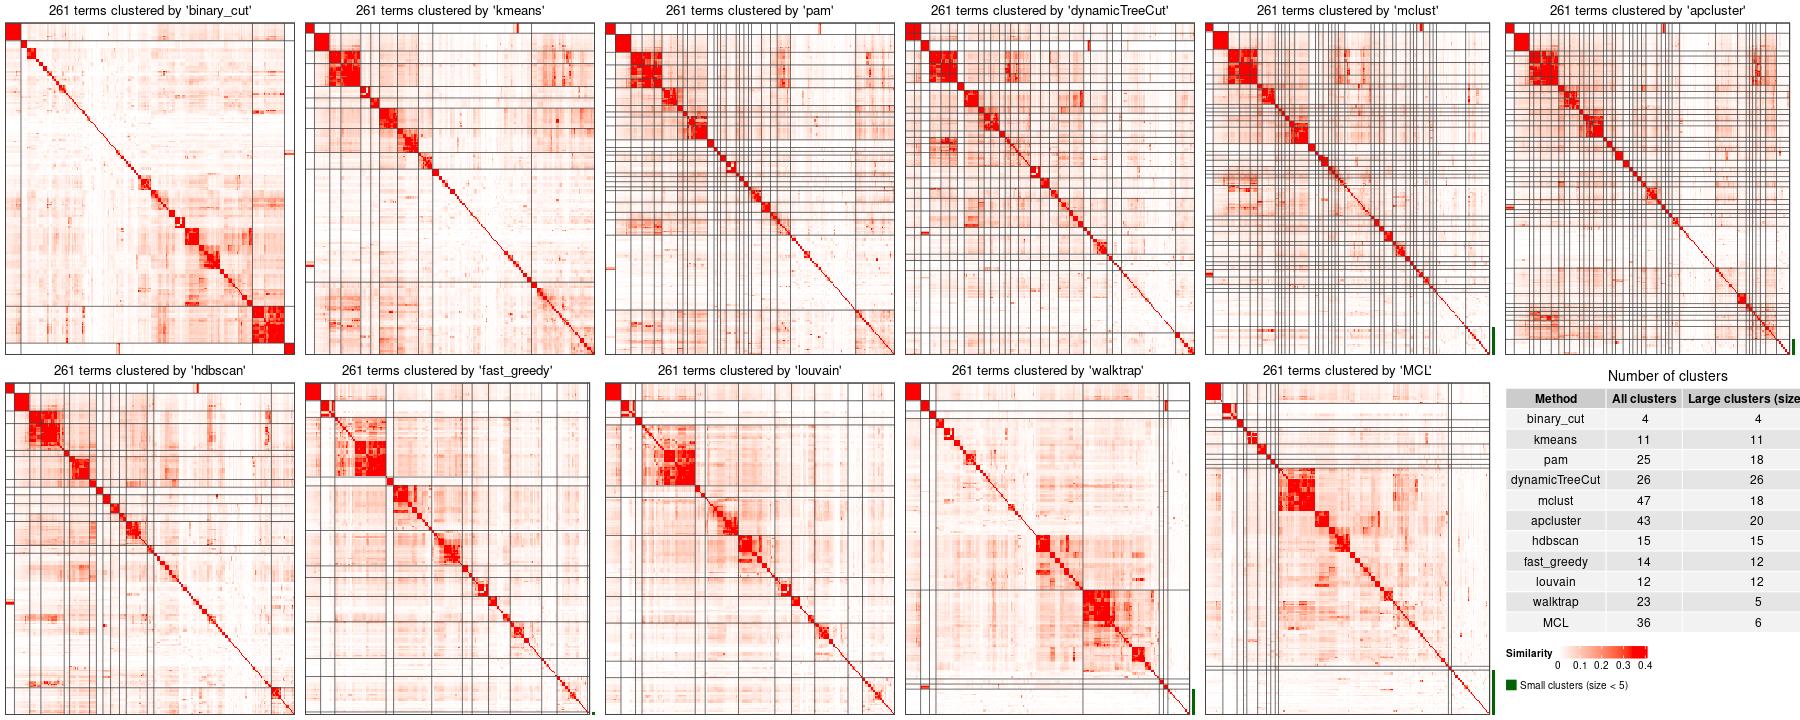 261 terms clustered by 'binary_cut'
261 terms clustered by 'kmeans'
261 terms clustered by 'pam'
261 terms clustered by 'dynamicTreeCut'
261 terms clustered by 'mclust'
261 terms clustered by 'apcluster'
261 terms clustered by 'hdbscan'
261 terms clustered by 'fast_greedy'
261 terms clustered by 'louvain'
261 terms clustered by 'walktrap'
261 terms clustered by 'MCL'
Number of clusters
Method All clusters Large clusters (size
binary_cut 4 4
kmeans 11 11
pam 25 18
dynamicTreeCut 26 26
mclust 47 18
apcluster 43 20
hdbscan 15 15
fast_greedy 14 12
louvain 12 12
walktrap 23 5
MCL 36 6
Similarity
0 0.1 0.2 0.3 0.4
Small clusters (size < 5)